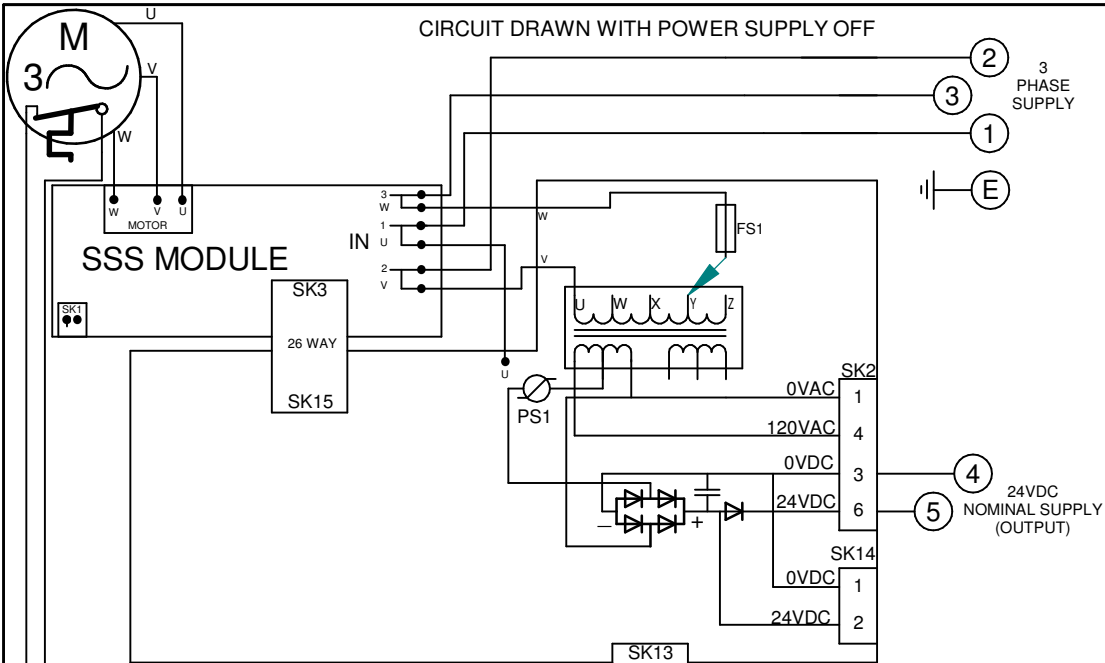 CIRCUIT DRAWN WITH POWER SUPPLY OFF
U
M
3
V
W
2
3
1
E
3
PHASE
SUPPLY
W V U
MOTOR
SSS MODULE
IN
3
W
1
U
2
V
W
V
FS1
U W X Y Z
SK1
SK3
26 WAY
SK15
U
PS1
SK2
0VAC 1
120VAC 4
0VDC 3
24VDC 6
4
5
24VDC
NOMINAL SUPPLY
(OUTPUT)
– +
SK14
0VDC 1
24VDC 2
SK13